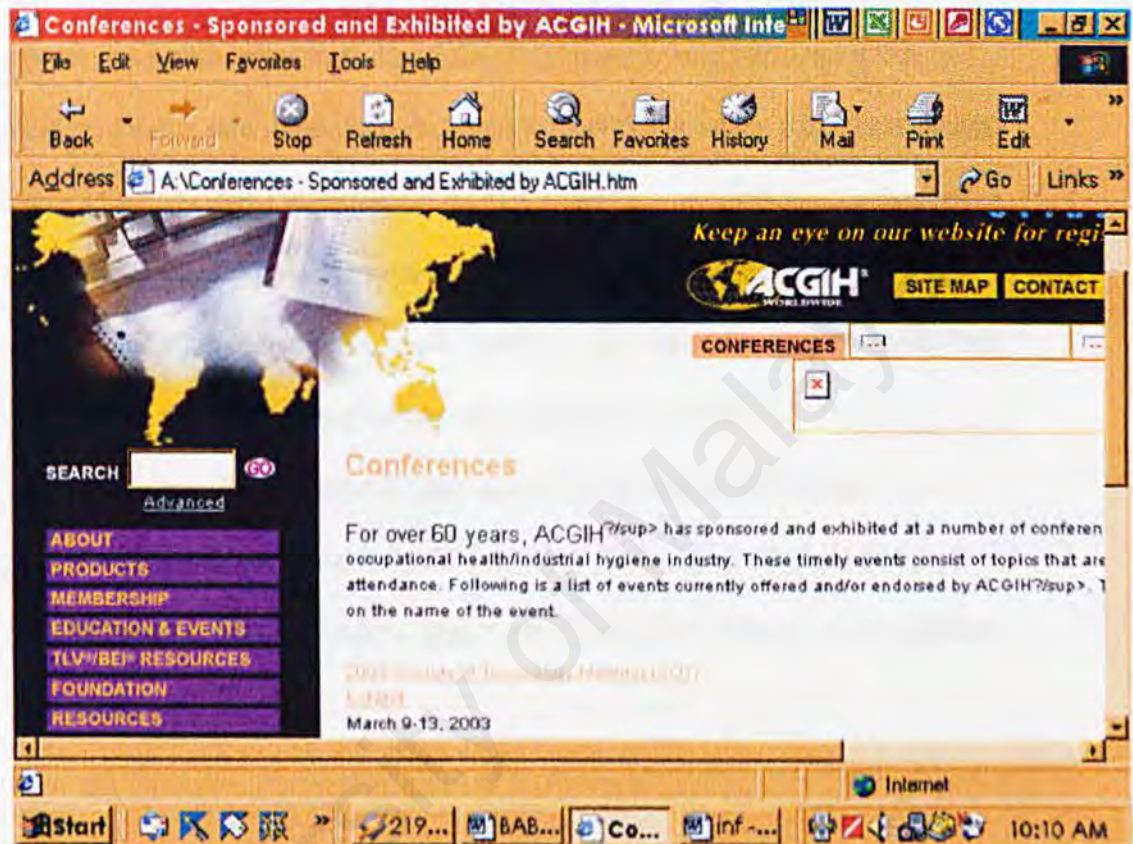 Conferences - Sponsored and Exhibited by ACGIH - Microsoft Inte
File Edit View Favorites Tools Help
Back Forward Stop Refresh Home Search Favorites History Mail Print Edit
Address A:\Conferences - Sponsored and Exhibited by ACGIH.htm Go Links
Keep an eye on our website for regi
ACGIH®
WORLDWIDE
SITE MAP CONTACT
CONFERENCES
SEARCH GO
Advanced
Conferences
ABOUT
PRODUCTS
MEMBERSHIP
EDUCATION & EVENTS
TLV®/BEI® RESOURCES
FOUNDATION
RESOURCES
For over 60 years, ACGIH?/sup> has sponsored and exhibited at a number of conferen
occupational health/industrial hygiene industry. These timely events consist of topics that are
attendance. Following is a list of events currently offered and/or endorsed by ACGIH?/sup>. T
on the name of the event.
Exhibit
March 9-13, 2003
Internet
Start 219... BAB... Co... inf -... 10:10 AM
University of Malaya